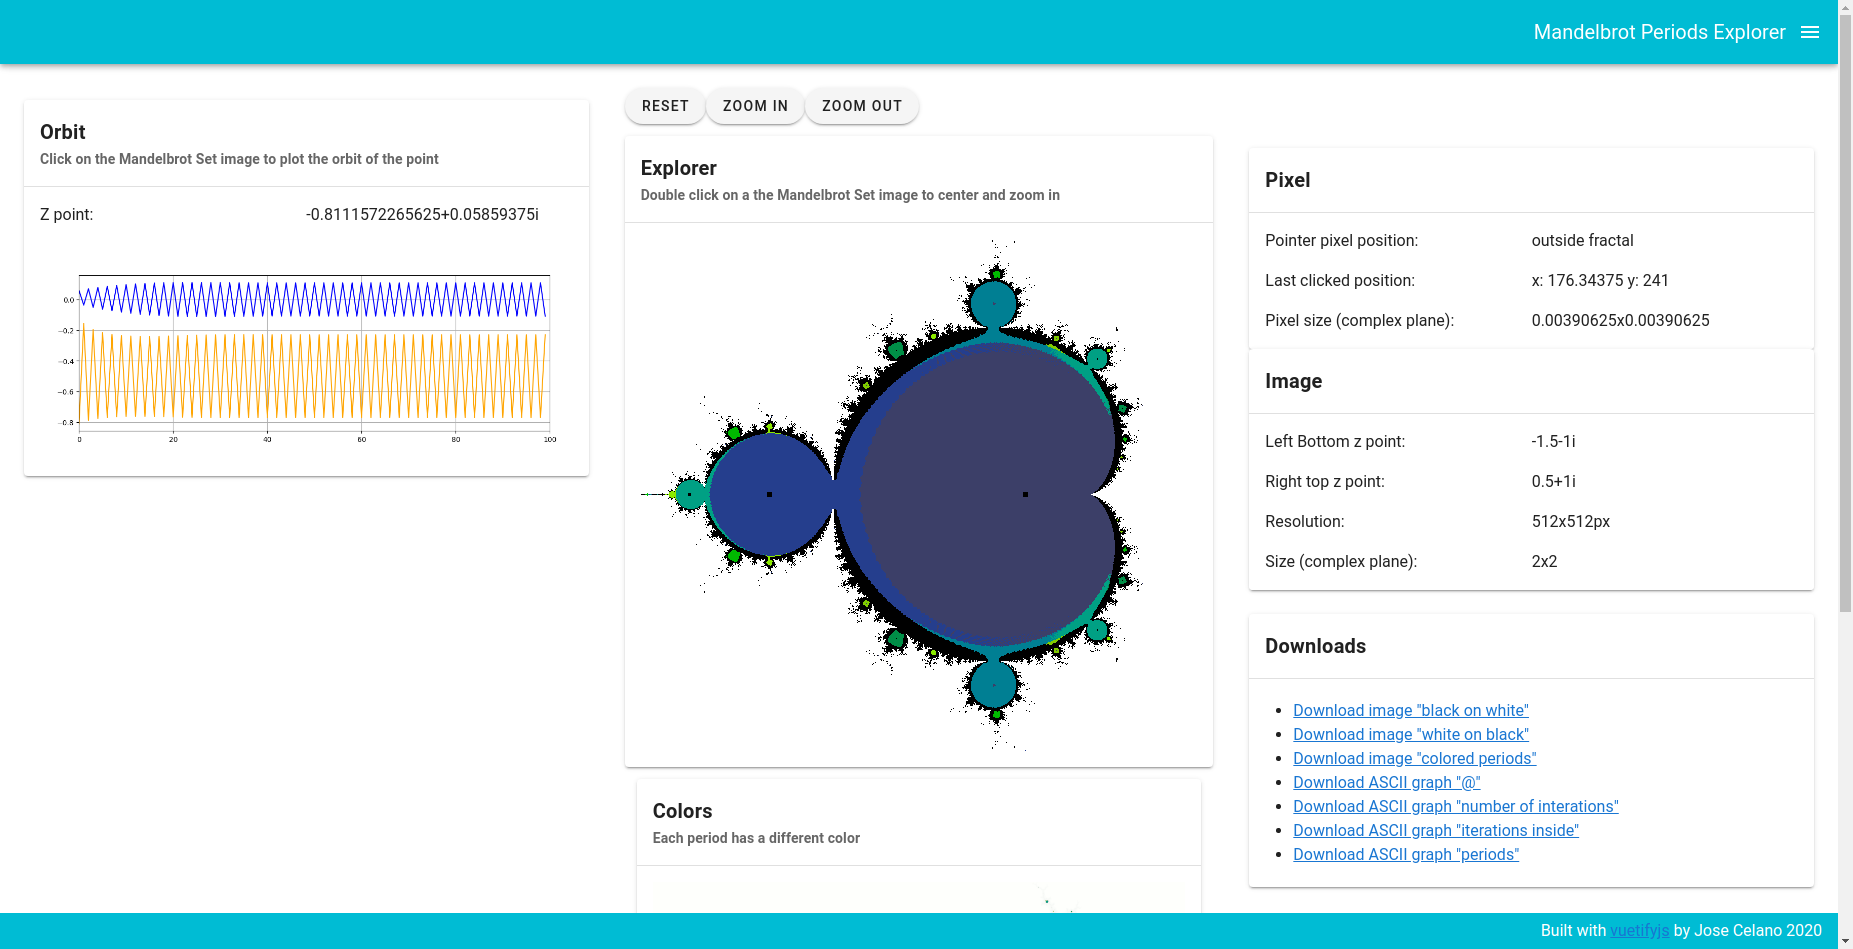 Mandelbrot Periods Explorer
Orbit
Click on the Mandelbrot Set image to plot the orbit of the point
Z point: -0.8111572265625+0.05859375i
0.0
−0.2
−0.4
−0.6
−0.8
0 20 40 60 80 100
RESET ZOOM IN ZOOM OUT
Explorer
Double click on a the Mandelbrot Set image to center and zoom in
Colors
Each period has a different color
Pixel
Pointer pixel position: outside fractal
Last clicked position: x: 176.34375 y: 241
Pixel size (complex plane): 0.00390625x0.00390625
Image
Left Bottom z point: -1.5-1i
Right top z point: 0.5+1i
Resolution: 512x512px
Size (complex plane): 2x2
Downloads
Download image "black on white"
Download image "white on black"
Download image "colored periods"
Download ASCII graph "@"
Download ASCII graph "number of interations"
Download ASCII graph "iterations inside"
Download ASCII graph "periods"
Built with vuetifyjs by Jose Celano 2020